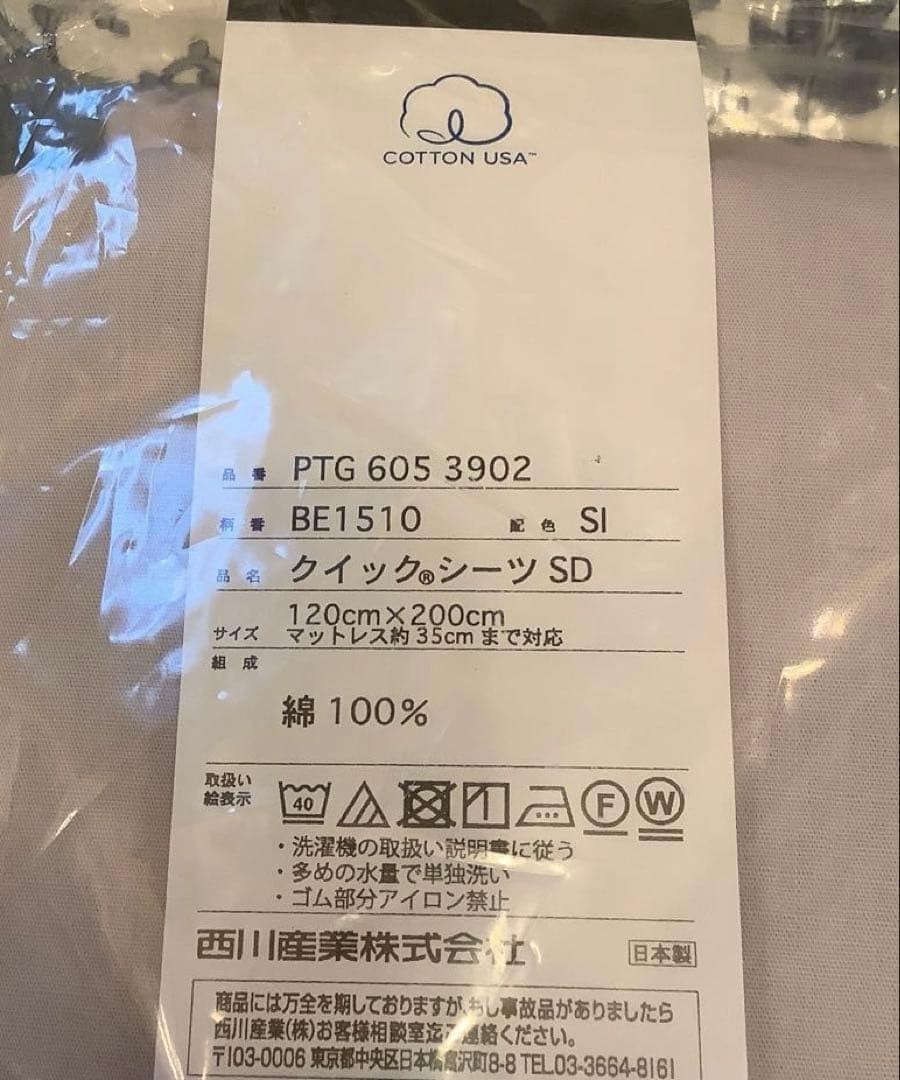 COTTON USA™
品番 PTG 605 3902
柄番 BE1510 配色 SI
品名 クイック®シーツ SD
120cm×200cm
サイズ マットレス約 35cm まで対応
組成
綿 100%
取扱い
絵表示
40 F W
・洗濯機の取扱い説明書に従う
・多めの水量で単独洗い
・ゴム部分アイロン禁止
西川産業株式会社 日本製
商品には万全を期しておりますが、もし事故品がありましたら
西川産業(株)お客様相談室迄ご連絡ください。
〒103-0006 東京都中央区日本橋富沢町8-8 TEL.03-3664-8161